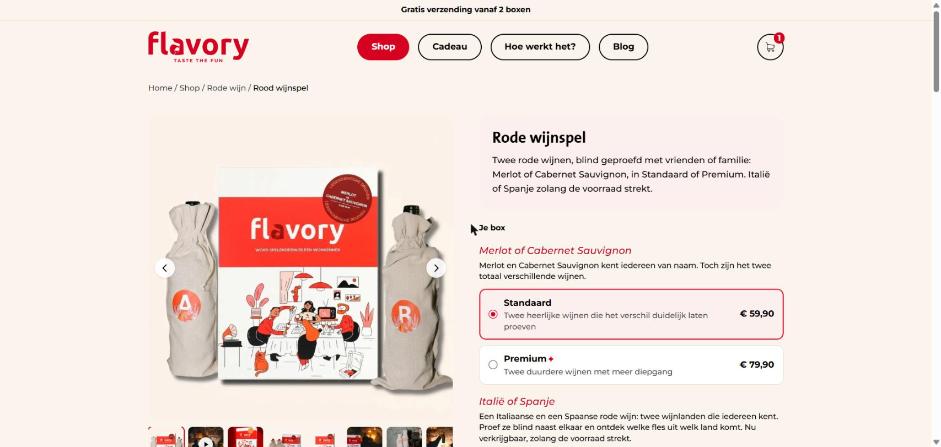 Gratis verzending vanaf 2 boxen
flavory
TASTE THE FUN
Shop
Cadeau
Hoe werkt het?
Blog
1
Home / Shop / Rode wijn / Rood wijnspel
Rode wijnspel
Twee rode wijnen, blind geproefd met vrienden of familie:
Merlot of Cabernet Sauvignon, in Standaard of Premium. Italië
of Spanje zolang de voorraad strekt.
MERLOT
CABERNET SAUVIGNON
flavory
A
B
Je box
Merlot of Cabernet Sauvignon
Merlot en Cabernet Sauvignon kent iedereen van naam. Toch zijn het twee
totaal verschillende wijnen.
Standaard
Twee heerlijke wijnen die het verschil duidelijk laten
proeven
€ 59,90
Premium
Twee duurdere wijnen met meer diepgang
€ 79,90
Italië of Spanje
Een Italiaanse en een Spaanse rode wijn: twee wijnlanden die iedereen kent.
Proef ze blind naast elkaar en ontdek welke fles uit welk land komt. Nu
verkrijgbaar, zolang de voorraad strekt.